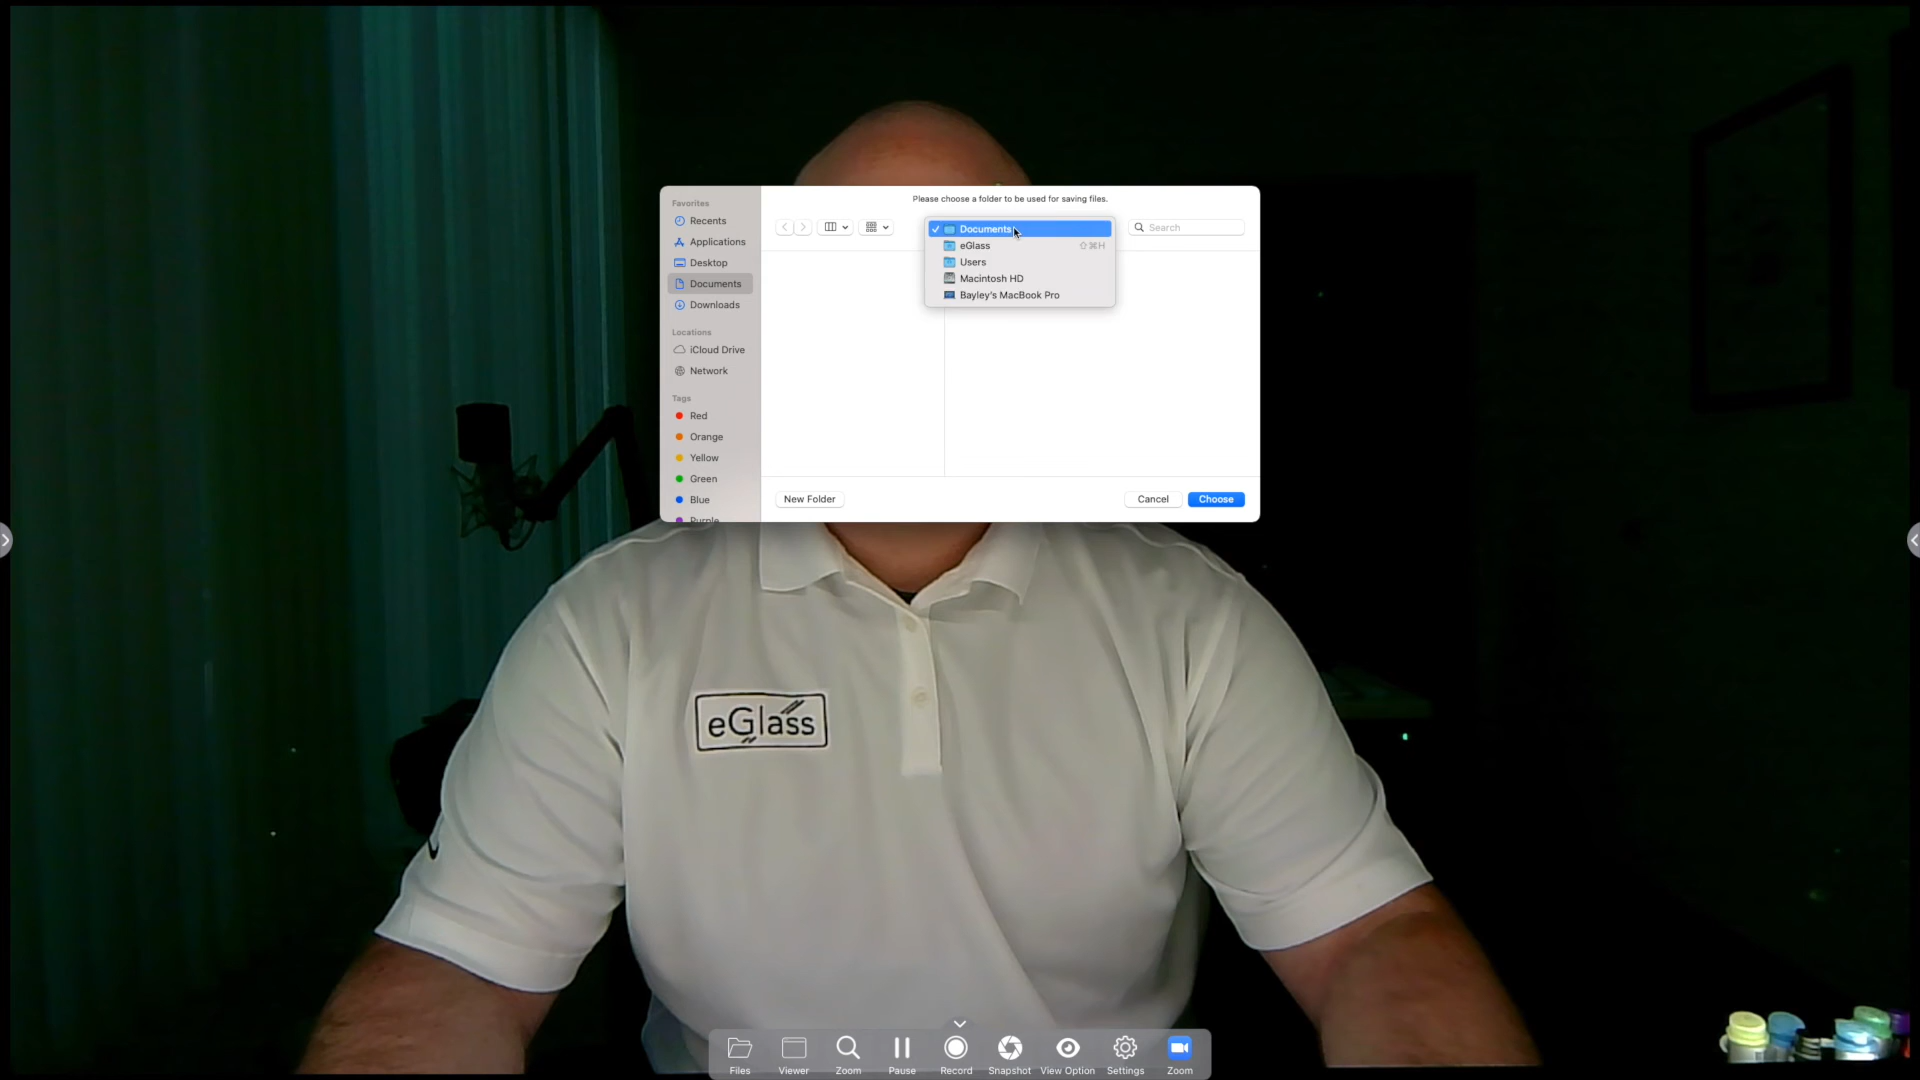 Please choose a folder to be used for saving files.
Favorites
Recents
Applications
Desktop
Documents
Downloads
Locations
iCloud Drive
Network
Tags
Red
Orange
Yellow
Green
Blue
Purple
Documents
eGlass ⇧⌘H
Users
Macintosh HD
Bayley's MacBook Pro
Search
New Folder
Cancel
Choose
eGlass
Files
Viewer
Zoom
Pause
Record
Snapshot
View Option
Settings
Zoom